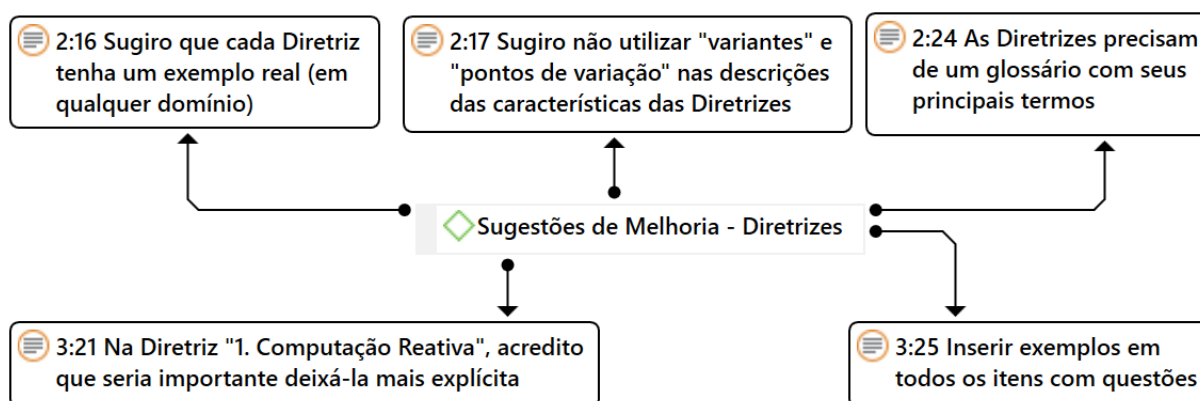 2:16 Sugiro que cada Diretriz
tenha um exemplo real (em
qualquer domínio)
2:17 Sugiro não utilizar "variantes" e
"pontos de variação" nas descrições
das características das Diretrizes
2:24 As Diretrizes precisam
de um glossário com seus
principais termos
Sugestões de Melhoria - Diretrizes
3:21 Na Diretriz "1. Computação Reativa", acredito
que seria importante deixá-la mais explícita
3:25 Inserir exemplos em
todos os itens com questões